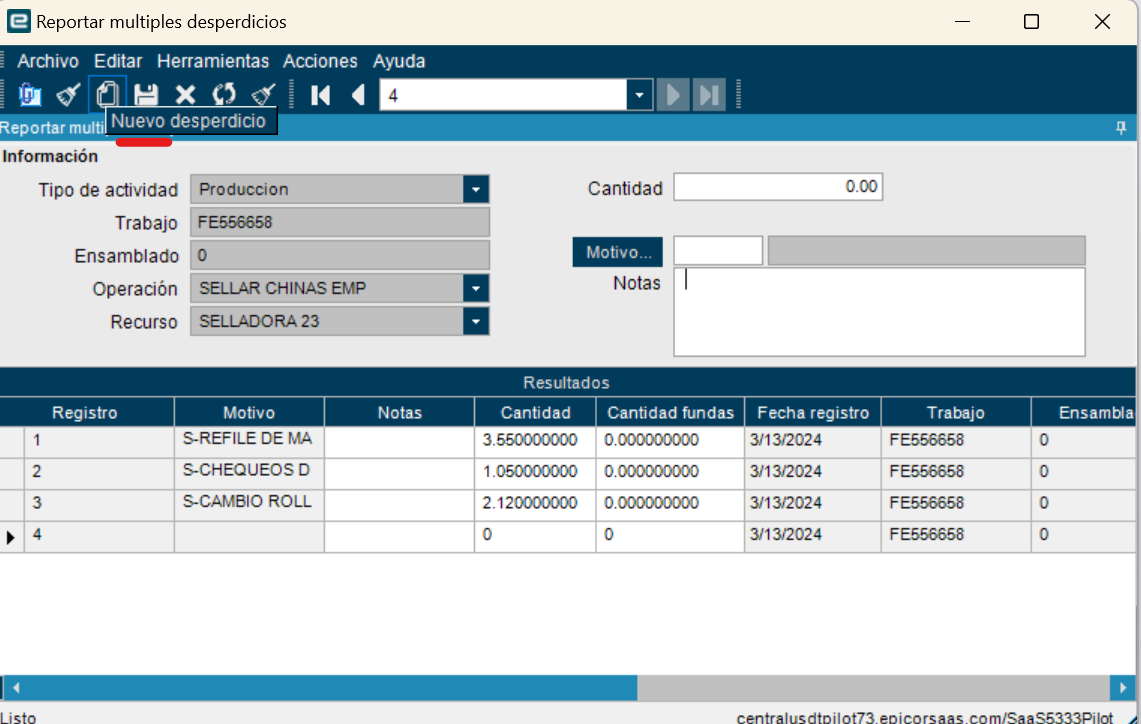 Reportar multiples desperdicios
Archivo Editar Herramientas Acciones Ayuda
4
Nuevo desperdicio
Reportar multi
Información
Tipo de actividad Produccion Cantidad 0.00
Trabajo FE556658
Ensamblado 0 Motivo...
Operación SELLAR CHINAS EMP Notas
Recurso SELLADORA 23
Resultados
Registro Motivo Notas Cantidad Cantidad fundas Fecha registro Trabajo Ensambla
1 S-REFILE DE MA 3.550000000 0.000000000 3/13/2024 FE556658 0
2 S-CHEQUEOS D 1.050000000 0.000000000 3/13/2024 FE556658 0
3 S-CAMBIO ROLL 2.120000000 0.000000000 3/13/2024 FE556658 0
4 0 0 3/13/2024 FE556658 0
Listo centralusdtpilot73.epicorsaas.com/SaaS5333Pilot